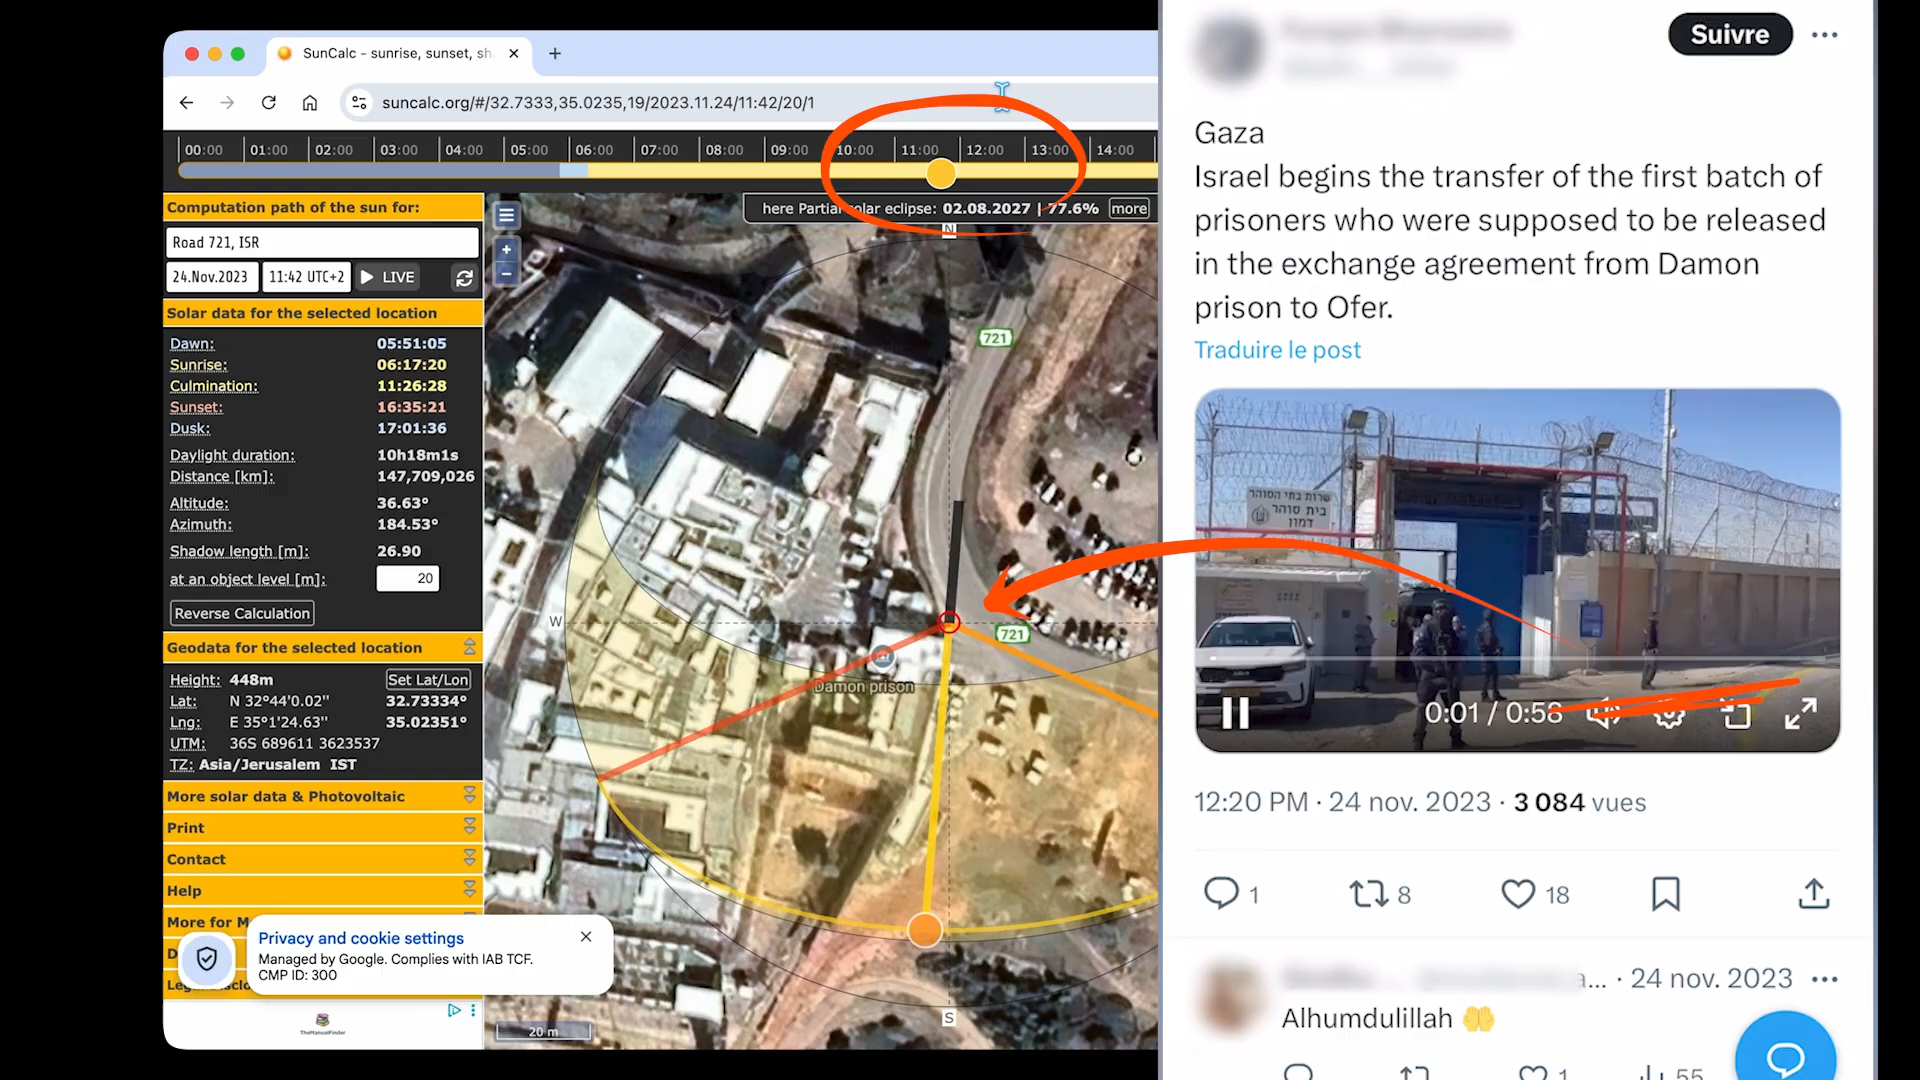 SunCalc - sunrise, sunset, sh
suncalc.org/#/32.7333,35.0235,19/2023.11.24/11:42/20/1
00:00 01:00 02:00 03:00 04:00 05:00 06:00 07:00 08:00 09:00 10:00 11:00 12:00 13:00 14:00
Computation path of the sun for:
Road 721, ISR
24.Nov.2023 11:42 UTC+2 LIVE
Solar data for the selected location
Dawn: 05:51:05
Sunrise: 06:17:20
Culmination: 11:26:28
Sunset: 16:35:21
Dusk: 17:01:36
Daylight duration: 10h18m1s
Distance [km]: 147,709,026
Altitude: 36.63°
Azimuth: 184.53°
Shadow length [m]: 26.90
at an object level [m]: 20
Reverse Calculation
Geodata for the selected location
Height: 448m Set Lat/Lon
Lat: N 32°44'0.02'' 32.73334°
Lng: E 35°1'24.63'' 35.02351°
UTM: 36S 689611 3623537
TZ: Asia/Jerusalem IST
More solar data & Photovoltaic
Print
Contact
Help
More for M
D
Privacy and cookie settings
Managed by Google. Complies with IAB TCF.
CMP ID: 300
TheManualFinder
here Partial solar eclipse: 02.08.2027 | 77.6% more
N
721
W
721
Damon prison
S
20 m
Suivre
Gaza
Israel begins the transfer of the first batch of
prisoners who were supposed to be released
in the exchange agreement from Damon
prison to Ofer.
Traduire le post
שרות בתי הסוהר
בית סוהר
דמון
0:01 / 0:58
12:20 PM · 24 nov. 2023 · 3 084 vues
1 8 18
a... · 24 nov. 2023
Alhumdulillah 🤲
1 55